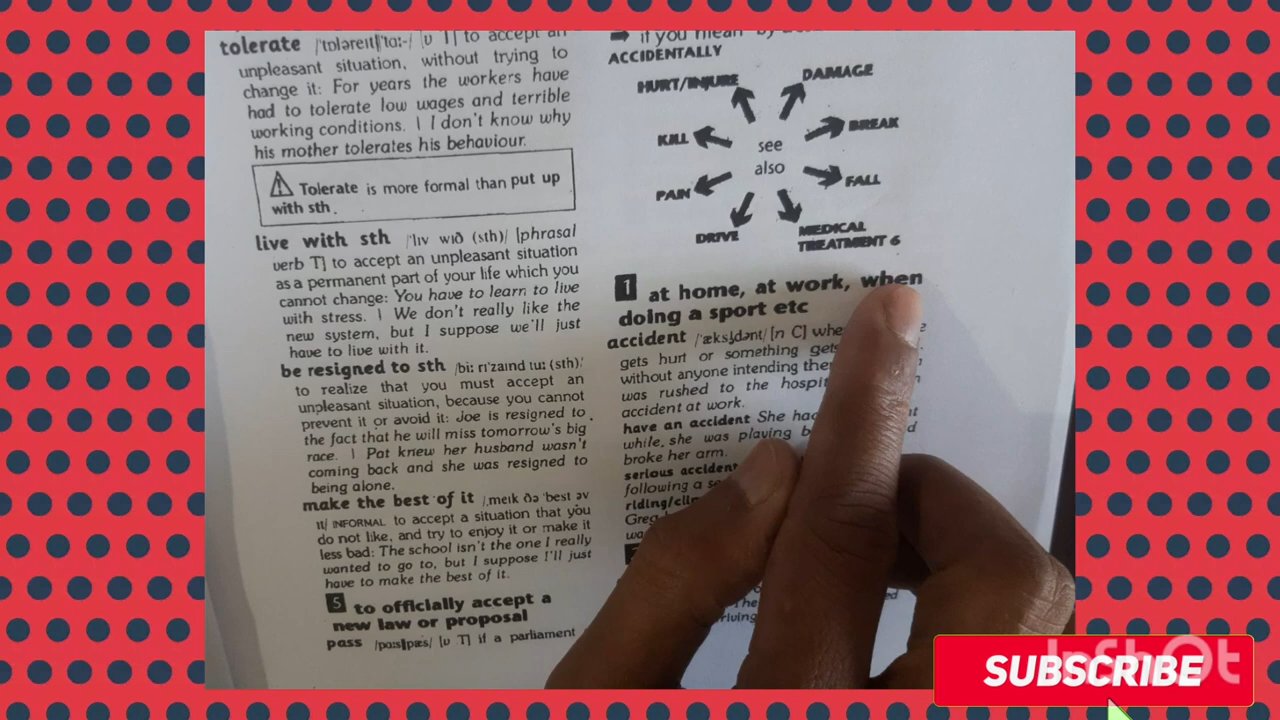 tolerate /ˈtɒləreɪt‖ˈtɑː-/ [v T] to accept an
unpleasant situation, without trying to
change it: For years the workers have
had to tolerate low wages and terrible
working conditions. | I don't know why
his mother tolerates his behaviour.
⚠ Tolerate is more formal than put up
with sth.
live with sth /ˈlɪv wɪð (sth)/ [phrasal
verb T] to accept an unpleasant situation
as a permanent part of your life which you
cannot change: You have to learn to live
with stress. | We don't really like the
new system, but I suppose we'll just
have to live with it.
be resigned to sth /biː rɪˈzaɪnd tuː (sth)/
to realize that you must accept an
unpleasant situation, because you cannot
prevent it or avoid it: Joe is resigned to
the fact that he will miss tomorrow's big
race. | Pat knew her husband wasn't
coming back and she was resigned to
being alone.
make the best of it /ˌmeɪk ðə ˈbest əv
ɪt/ INFORMAL to accept a situation that you
do not like, and try to enjoy it or make it
less bad: The school isn't the one I really
wanted to go to, but I suppose I'll just
have to make the best of it.
5 to officially accept a
new law or proposal
pass /pɑːs‖pæs/ [v T] if a parliament
➡ if you mean
ACCIDENTALLY
HURT/INJURE
DAMAGE
KILL
BREAK
see
also
PAIN
FALL
DRIVE
MEDICAL
TREATMENT 6
1 at home, at work, when
doing a sport etc
accident /ˈæksɪdənt/ [n C]
gets hurt or something gets
without anyone intending
was rushed to the
accident at work.
have an accident She
while she was playing
broke her arm.
serious accident
following a
Greg
SUBSCRIBE
InShot